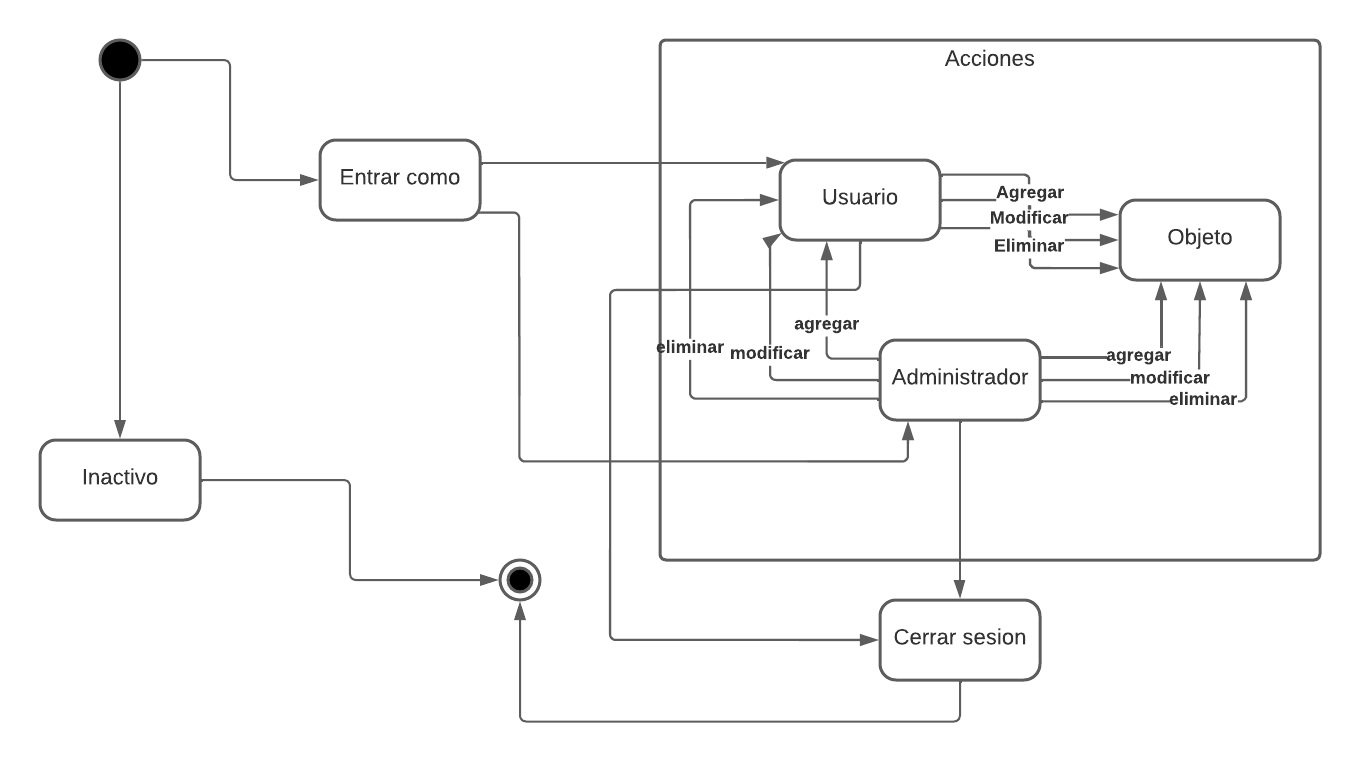 Acciones
Entrar como
Usuario
Agregar
Modificar
Eliminar
Objeto
agregar
eliminar
modificar
Administrador
agregar
modificar
eliminar
Inactivo
Cerrar sesion